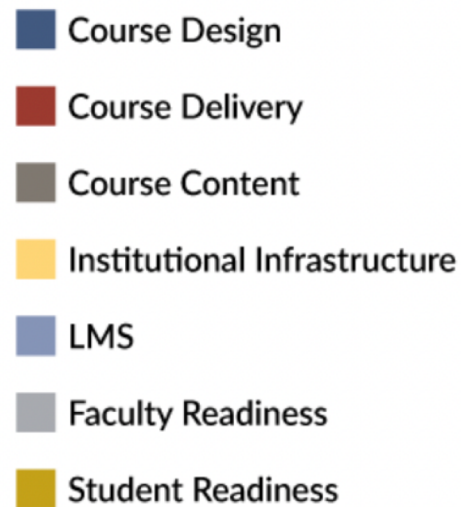 Course Design
Course Delivery
Course Content
Institutional Infrastructure
LMS
Faculty Readiness
Student Readiness